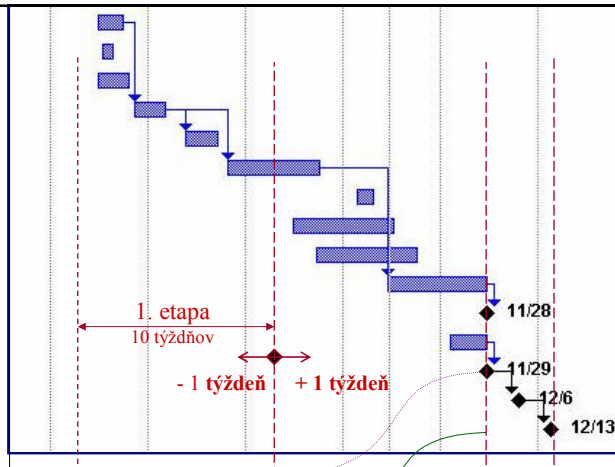 11/28
1. etapa
10 týždňov
- 1 týždeň + 1 týždeň
11/29
12/6
12/13